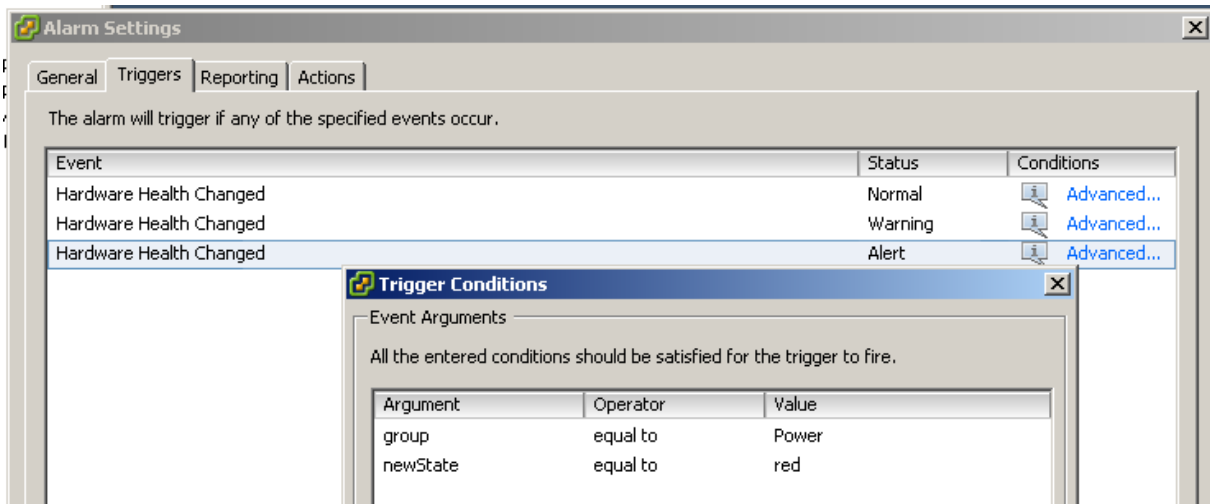 Alarm Settings
General Triggers Reporting Actions
The alarm will trigger if any of the specified events occur.
Event Status Conditions
Hardware Health Changed Normal Advanced...
Hardware Health Changed Warning Advanced...
Hardware Health Changed Alert Advanced...
Trigger Conditions
Event Arguments
All the entered conditions should be satisfied for the trigger to fire.
Argument Operator Value
group equal to Power
newState equal to red